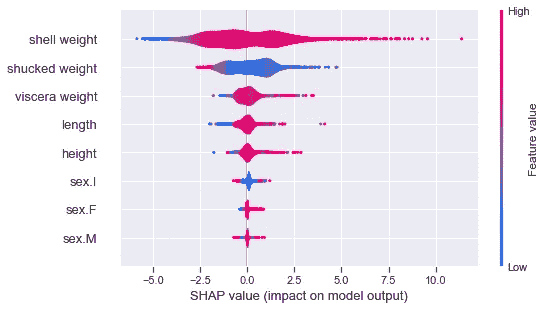 High
shell weight
shucked weight
viscera weight
length
height
sex.I
sex.F
sex.M
Feature value
Low
−5.0 −2.5 0.0 2.5 5.0 7.5 10.0
SHAP value (impact on model output)